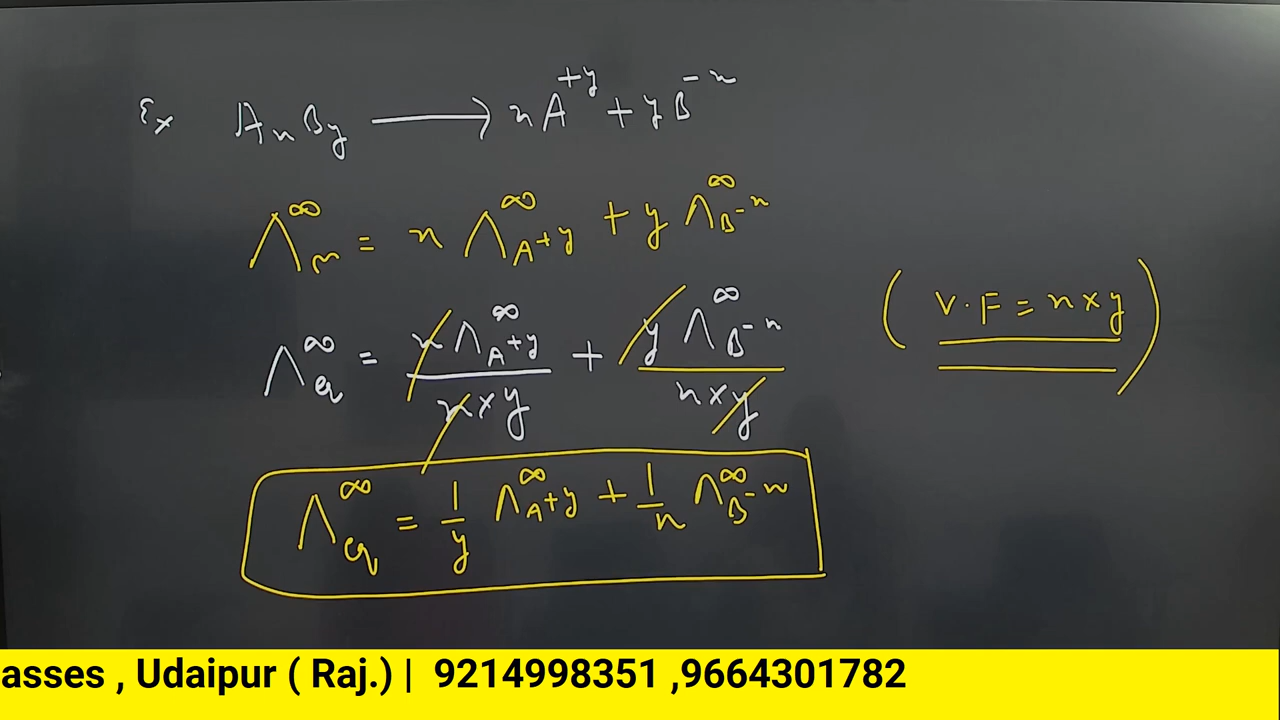 Ex AxBy ⟶ xA⁺ʸ + yB⁻ˣ
Λ∞m = x Λ∞A+y + y Λ∞B-x
Λ∞eq = xΛ∞A+y / x×y + yΛ∞B-x / x×y
(V.F = x×y)
Λ∞eq = 1/y Λ∞A+y + 1/x Λ∞B-x
asses , Udaipur ( Raj.) | 9214998351 ,9664301782